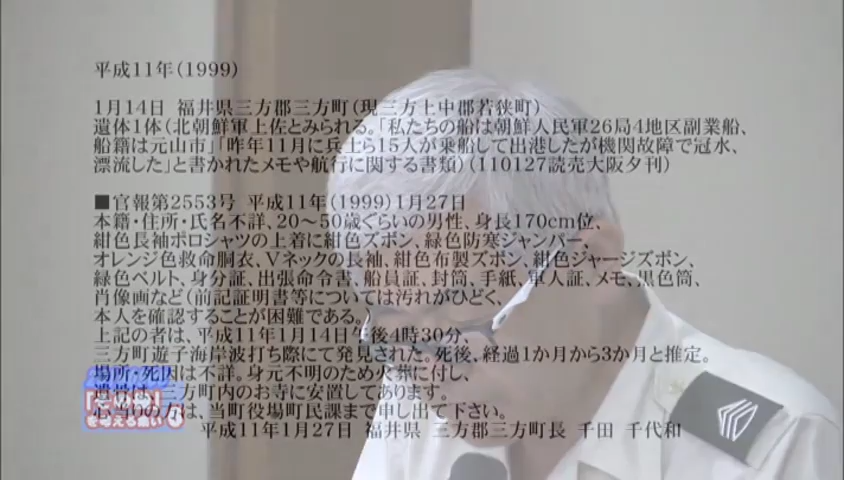 平成11年(1999)
1月14日 福井県三方郡三方町(現三方上中郡若狭町)
遺体1体(北朝鮮軍上佐とみられる。「私たちの船は朝鮮人民軍26局4地区副業船、
船籍は元山市」「昨年11月に兵士ら15人が乗船して出港したが機関故障で冠水、
漂流した」と書かれたメモや航行に関する書類)(110127読売大阪夕刊)
■官報第2553号 平成11年(1999)1月27日
本籍・住所・氏名不詳、20～50歳ぐらいの男性、身長170cm位、
紺色長袖ポロシャツの上着に紺色ズボン、緑色防寒ジャンパー、
オレンジ色救命胴衣、Vネックの長袖、紺色布製ズボン、紺色ジャージズボン、
緑色ベルト、身分証、出張命令書、船員証、封筒、手紙、軍人証、メモ、黒色筒、
肖像画など(前記証明書等については汚れがひどく、
本人を確認することが困難である。
上記の者は、平成11年1月14日午後4時30分、
三方町遊子海岸波打ち際にて発見された。死後、経過1か月から3か月と推定。
場所・死因は不詳。身元不明のため火葬に付し、
遺骨は、三方町内のお寺に安置してあります。
心当りの方は、当町役場町民課まで申し出て下さい。
平成11年1月27日 福井県 三方郡三方町長 千田 千代和
を考える集い